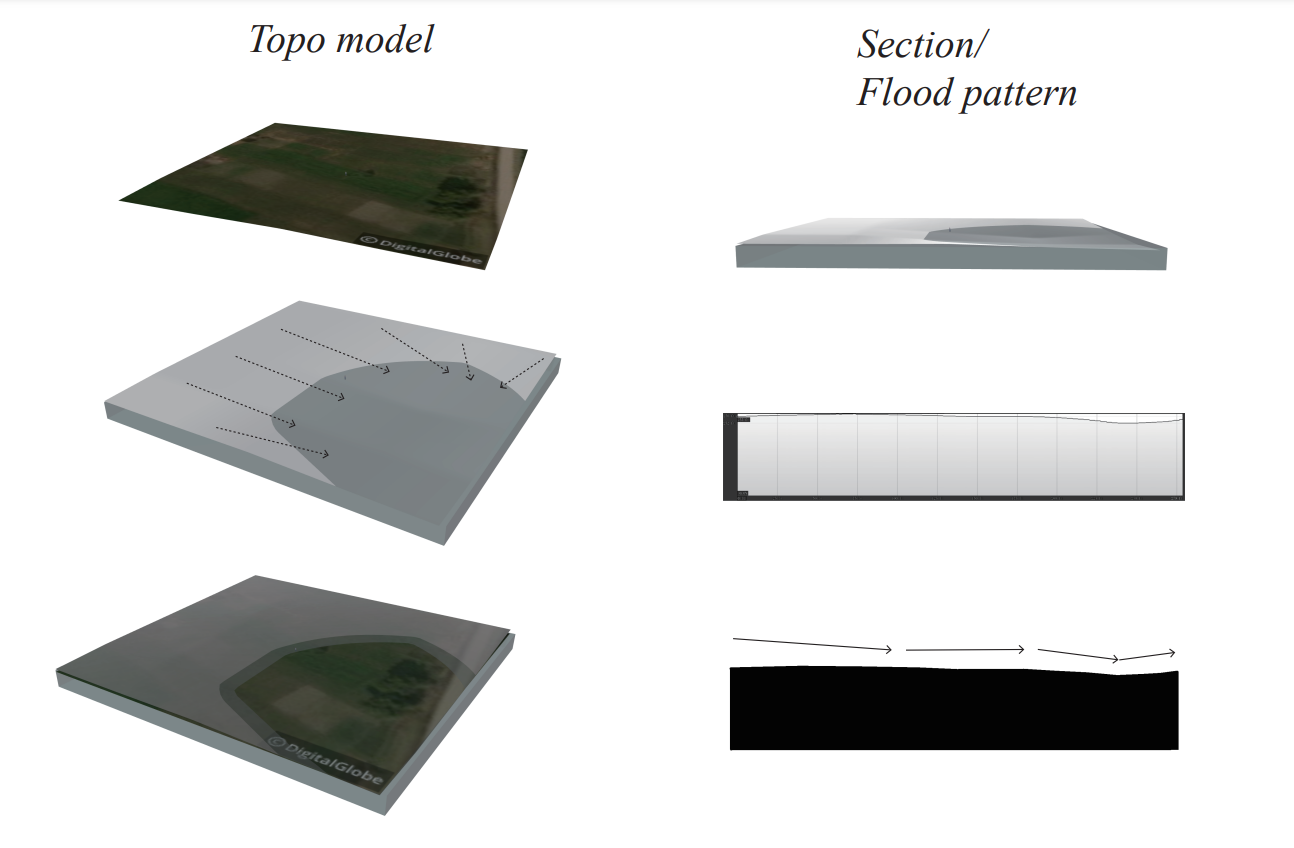 Topo model
Section/
Flood pattern
© DigitalGlobe
© DigitalGlobe